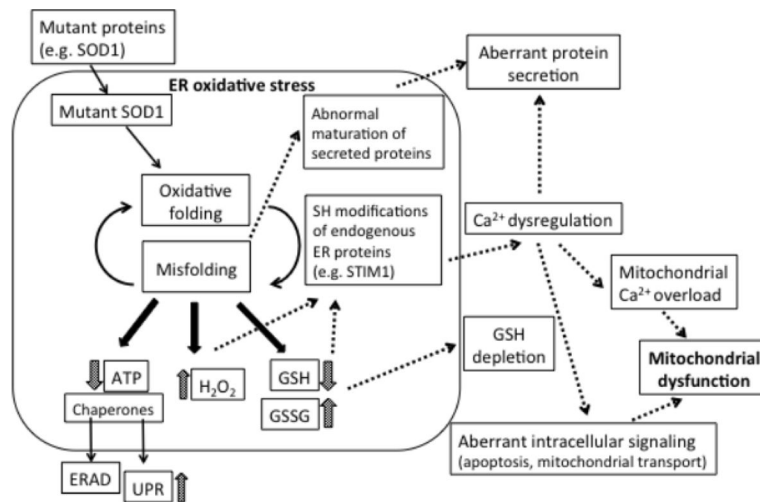 Mutant proteins
(e.g. SOD1)
ER oxidative stress
Mutant SOD1
Abnormal
maturation of
secreted proteins
Aberrant protein
secretion
Oxidative
folding
SH modifications
of endogenous
ER proteins
(e.g. STIM1)
Misfolding
Ca²⁺ dysregulation
Mitochondrial
Ca²⁺ overload
GSH
depletion
Mitochondrial
dysfunction
ATP
Chaperones
H₂O₂
GSH
GSSG
Aberrant intracellular signaling
(apoptosis, mitochondrial transport)
ERAD
UPR